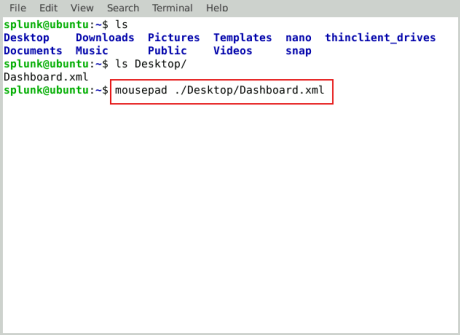 File Edit View Search Terminal Help
splunk@ubuntu:~$ ls
Desktop Downloads Pictures Templates nano thinclient_drives
Documents Music Public Videos snap
splunk@ubuntu:~$ ls Desktop/
Dashboard.xml
splunk@ubuntu:~$ mousepad ./Desktop/Dashboard.xml